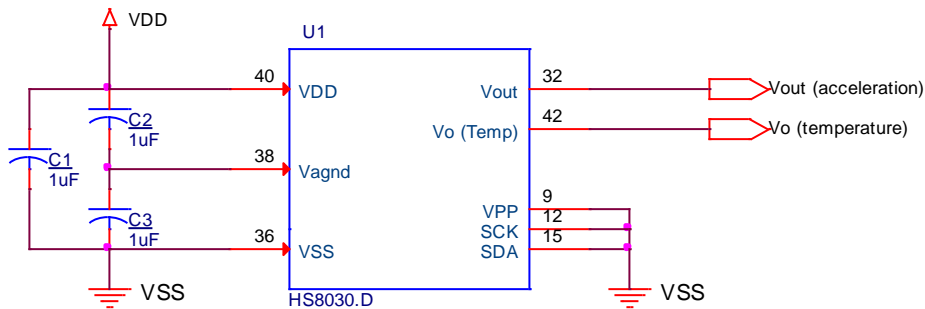 VDD
U1
40
VDD
32
Vout
Vout (acceleration)
C2
1uF
42
Vo (Temp)
Vo (temperature)
C1
1uF
38
Vagnd
C3
1uF
9
VPP
12
SCK
36
VSS
15
SDA
VSS
HS8030.D
VSS